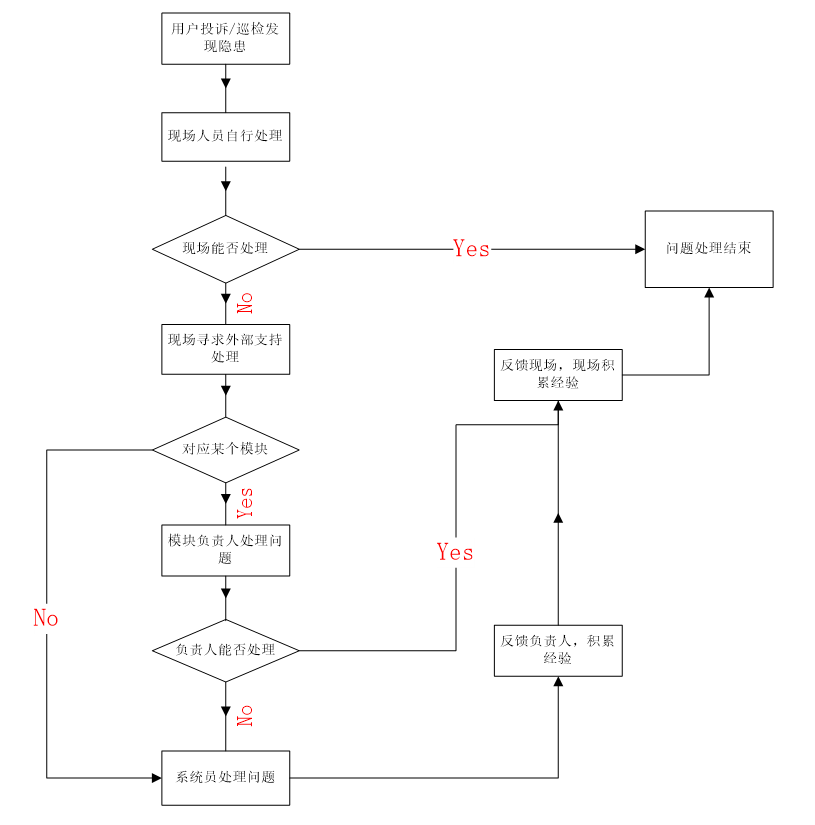 用户投诉/巡检发
现隐患
现场人员自行处理
现场能否处理
Yes
问题处理结束
No
现场寻求外部支持
处理
反馈现场，现场积
累经验
对应某个模块
Yes
模块负责人处理问
题
Yes
No
负责人能否处理
反馈负责人，积累
经验
No
系统员处理问题